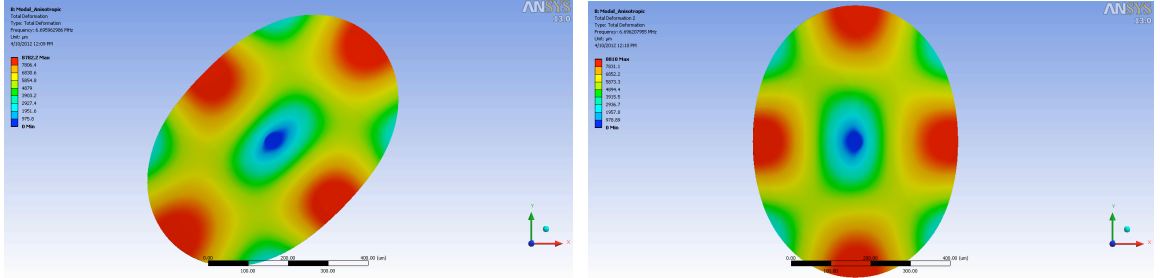 B: Modal_Anisotropic
Total Deformation
Type: Total Deformation
Frequency: 6.695962986 MHz
Unit: µm
4/10/2012 12:09 PM
8782.2 Max
7806.4
6830.6
5854.8
4879
3903.2
2927.4
1951.6
975.8
0 Min
ANSYS
13.0
Y
X
0.00 200.00 400.00 (um)
100.00 300.00
B: Modal_Anisotropic
Total Deformation 2
Type: Total Deformation
Frequency: 6.696207955 MHz
Unit: µm
4/10/2012 12:10 PM
8810 Max
7831.1
6852.2
5873.3
4894.4
3915.5
2936.7
1957.8
978.89
0 Min
ANSYS
13.0
Y
X
0.00 200.00 400.00 (um)
100.00 300.00